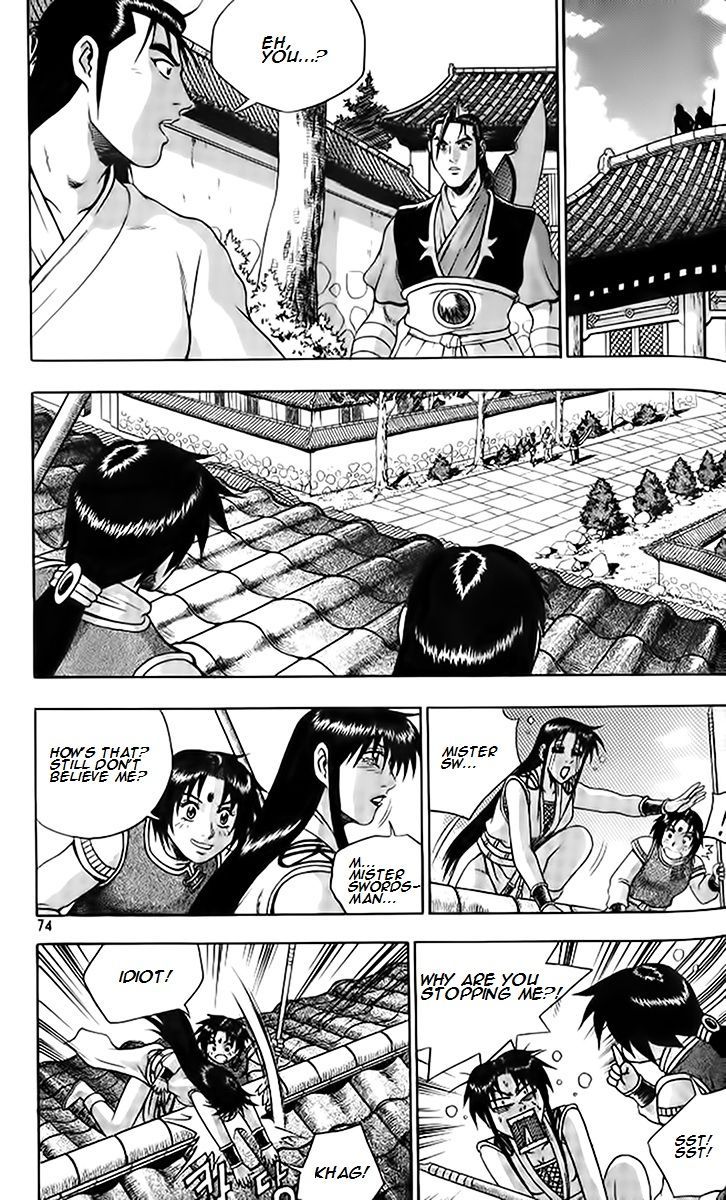 EH,
YOU...?
HOW'S THAT?
STILL DON'T
BELIEVE ME?
M...
MISTER
SWORDS-
MAN...
MISTER
SW...
74
IDIOT!
KHAG!
WHY ARE YOU
STOPPING ME?!
SST!
SST!